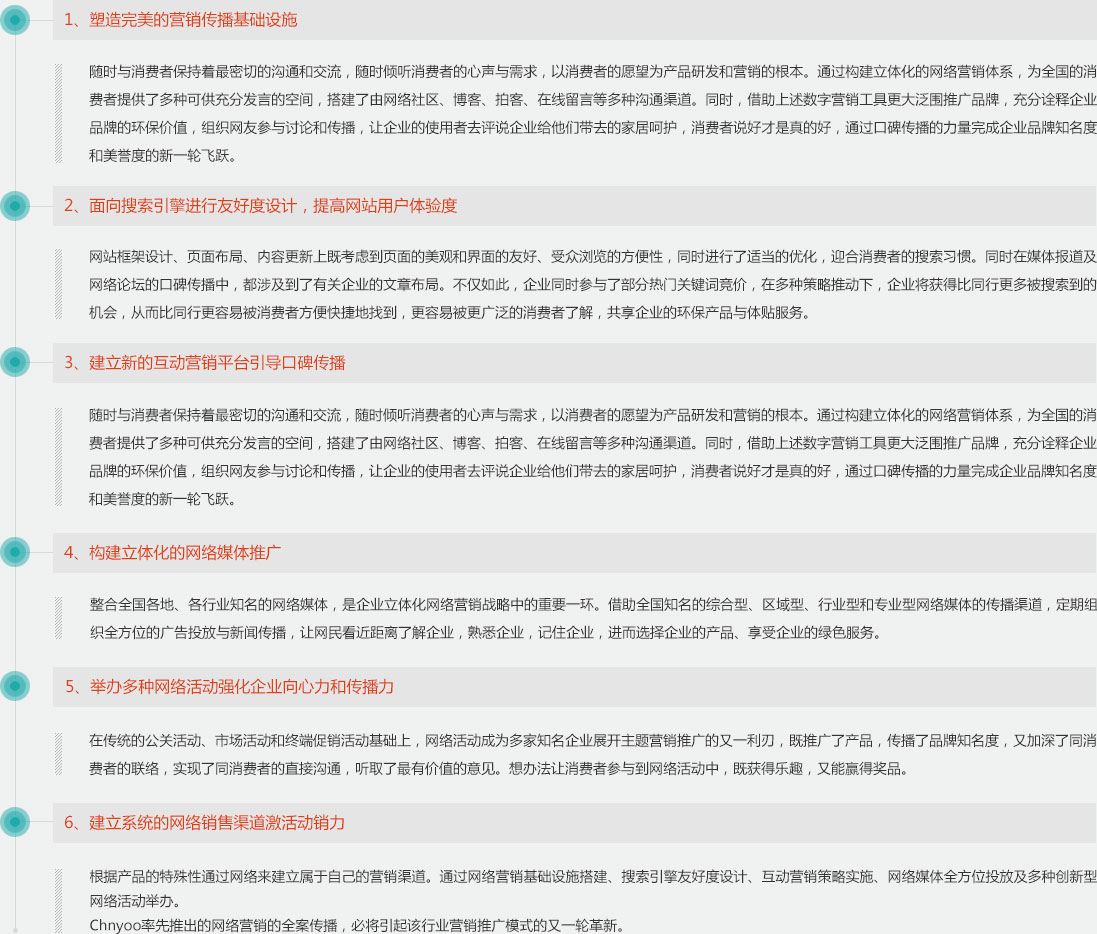 1、塑造完美的营销传播基础设施
随时与消费者保持着最密切的沟通和交流，随时倾听消费者的心声与需求，以消费者的愿望为产品研发和营销的根本。通过构建立体化的网络营销体系，为全国的消
费者提供了多种可供充分发言的空间，搭建了由网络社区、博客、拍客、在线留言等多种沟通渠道。同时，借助上述数字营销工具更大泛围推广品牌，充分诠释企业
品牌的环保价值，组织网友参与讨论和传播，让企业的使用者去评说企业给他们带去的家居呵护，消费者说好才是真的好，通过口碑传播的力量完成企业品牌知名度
和美誉度的新一轮飞跃。
2、面向搜索引擎进行友好度设计，提高网站用户体验度
网站框架设计、页面布局、内容更新上既考虑到页面的美观和界面的友好、受众浏览的方便性，同时进行了适当的优化，迎合消费者的搜索习惯。同时在媒体报道及
网络论坛的口碑传播中，都涉及到了有关企业的文章布局。不仅如此，企业同时参与了部分热门关键词竞价，在多种策略推动下，企业将获得比同行更多被搜索到的
机会，从而比同行更容易被消费者方便快捷地找到，更容易被更广泛的消费者了解，共享企业的环保产品与体贴服务。
3、建立新的互动营销平台引导口碑传播
随时与消费者保持着最密切的沟通和交流，随时倾听消费者的心声与需求，以消费者的愿望为产品研发和营销的根本。通过构建立体化的网络营销体系，为全国的消
费者提供了多种可供充分发言的空间，搭建了由网络社区、博客、拍客、在线留言等多种沟通渠道。同时，借助上述数字营销工具更大泛围推广品牌，充分诠释企业
品牌的环保价值，组织网友参与讨论和传播，让企业的使用者去评说企业给他们带去的家居呵护，消费者说好才是真的好，通过口碑传播的力量完成企业品牌知名度
和美誉度的新一轮飞跃。
4、构建立体化的网络媒体推广
整合全国各地、各行业知名的网络媒体，是企业立体化网络营销战略中的重要一环。借助全国知名的综合型、区域型、行业型和专业型网络媒体的传播渠道，定期组
织全方位的广告投放与新闻传播，让网民看近距离了解企业，熟悉企业，记住企业，进而选择企业的产品、享受企业的绿色服务。
5、举办多种网络活动强化企业向心力和传播力
在传统的公关活动、市场活动和终端促销活动基础上，网络活动成为多家知名企业展开主题营销推广的又一利刃，既推广了产品，传播了品牌知名度，又加深了同消
费者的联络，实现了同消费者的直接沟通，听取了最有价值的意见。想办法让消费者参与到网络活动中，既获得乐趣，又能赢得奖品。
6、建立系统的网络销售渠道激活动销力
根据产品的特殊性通过网络来建立属于自己的营销渠道。通过网络营销基础设施搭建、搜索引擎友好度设计、互动营销策略实施、网络媒体全方位投放及多种创新型
网络活动举办。
Chnyoo率先推出的网络营销的全案传播，必将引起该行业营销推广模式的又一轮革新。